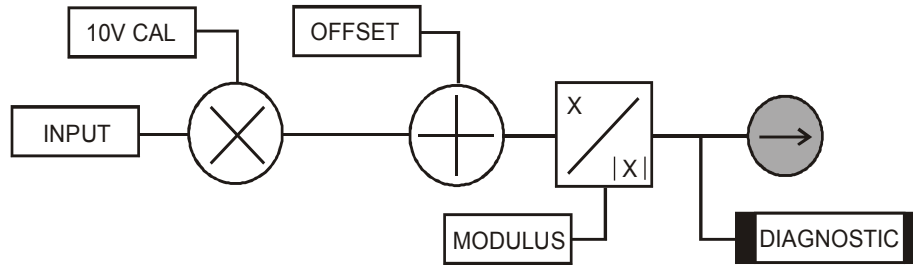 10V CAL
OFFSET
INPUT
X
|X|
MODULUS
DIAGNOSTIC